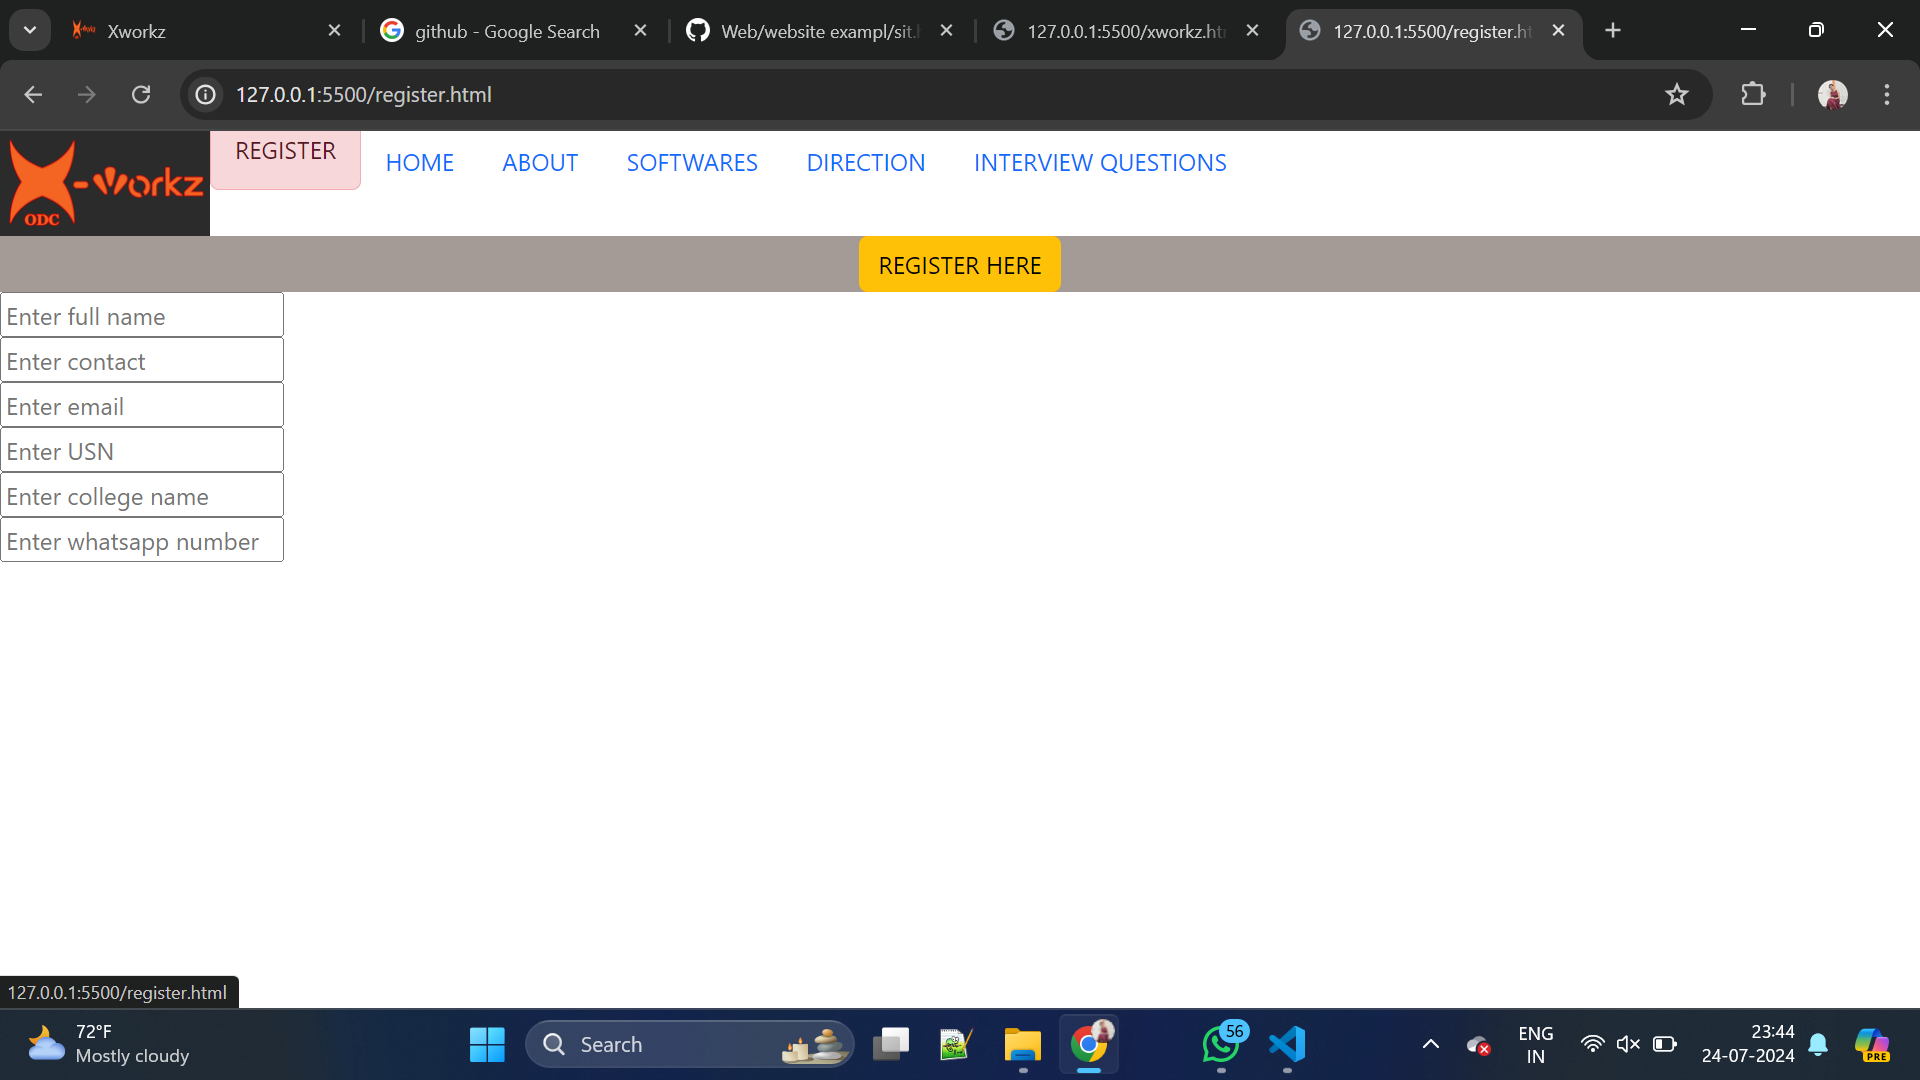 Xworkz
github - Google Search
Web/website exampl/sit.h
127.0.0.1:5500/xworkz.htm
127.0.0.1:5500/register.ht
127.0.0.1:5500/register.html
-workz
ODC
REGISTER
HOME
ABOUT
SOFTWARES
DIRECTION
INTERVIEW QUESTIONS
REGISTER HERE
Enter full name
Enter contact
Enter email
Enter USN
Enter college name
Enter whatsapp number
127.0.0.1:5500/register.html
72°F
Mostly cloudy
Search
56
ENG
IN
23:44
24-07-2024
PRE